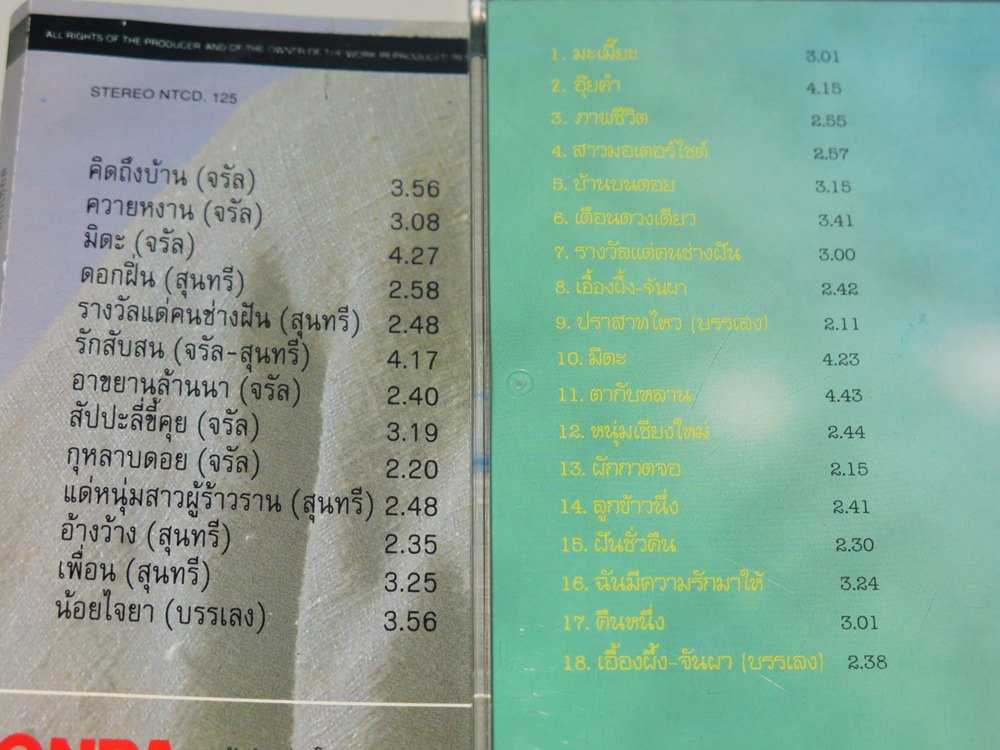 ALL RIGHTS OF THE PRODUCER AND OF THE OWNER OF THE WORK REPRODUCED
STEREO NTCD. 125
คิดถึงบ้าน (จรัล) 3.56
ควายหงาน (จรัล) 3.08
มิดะ (จรัล) 4.27
ดอกฝิ่น (สุนทรี) 2.58
รางวัลแด่คนช่างฝัน (สุนทรี) 2.48
รักสับสน (จรัล-สุนทรี) 4.17
อาขยานล้านนา (จรัล) 2.40
สัปปะลี่ขี้คุย (จรัล) 3.19
กุหลาบดอย (จรัล) 2.20
แด่หนุ่มสาวผู้ร้าวราน (สุนทรี) 2.48
อ้างว้าง (สุนทรี) 2.35
เพื่อน (สุนทรี) 3.25
น้อยไจยา (บรรเลง) 3.56
1. มะเมี๊ยะ 3.01
2. อุ๊ยคำ 4.15
3. ภาพชีวิต 2.55
4. สาวมอเตอร์ไซด์ 2.57
5. บ้านบนดอย 3.15
6. เดือนดวงเดียว 3.41
7. รางวัลแด่คนช่างฝัน 3.00
8. เอื้องผึ้ง-จันผา 2.42
9. ปราสาทไหว (บรรเลง) 2.11
10. มิดะ 4.23
11. ตากับหลาน 4.43
12. หนุ่มเชียงใหม่ 2.44
13. ผักกาดจอ 2.15
14. ลูกข้าวนึ่ง 2.41
15. ฝันชั่วคืน 2.30
16. ฉันมีความรักมาให้ 3.24
17. คืนหนึ่ง 3.01
18. เอื้องผึ้ง-จันผา (บรรเลง) 2.38